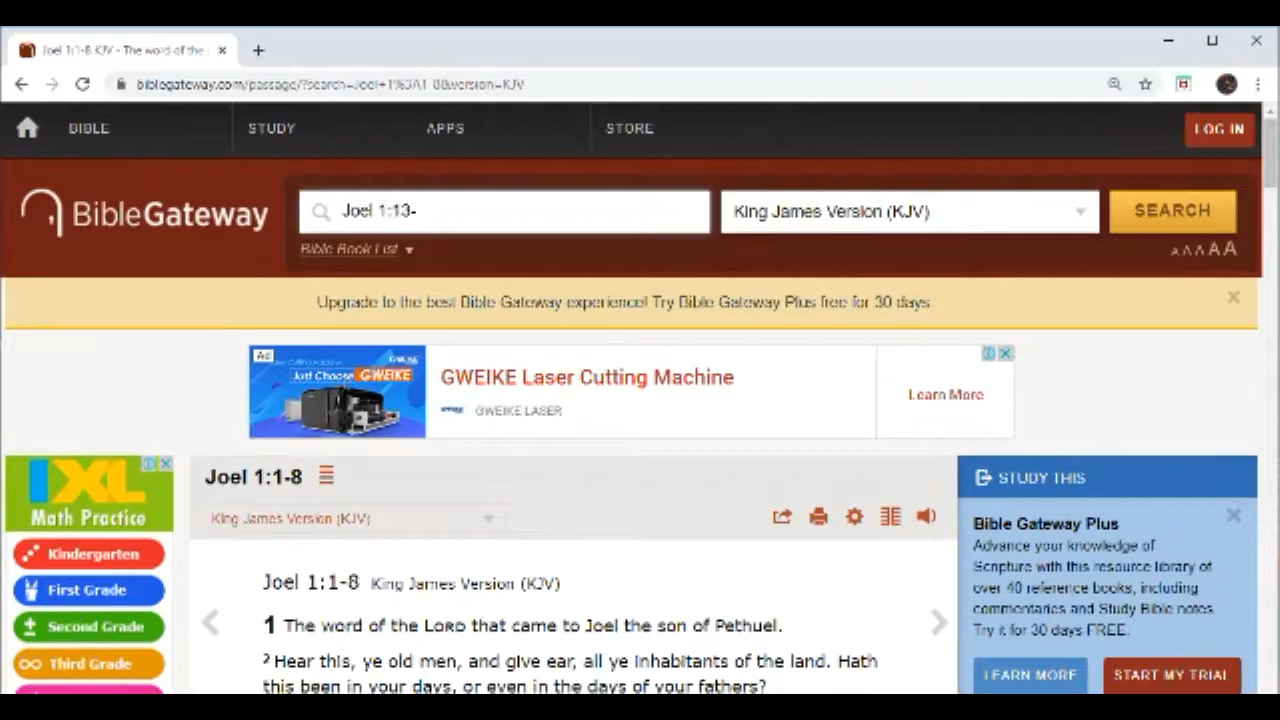 Joel 1:1-8 KJV - The word of the
biblegateway.com/passage/?search=Joel+1%3A1-8&version=KJV
BIBLE
STUDY
APPS
STORE
LOG IN
BibleGateway
Joel 1:13-
King James Version (KJV)
SEARCH
Bible Book List
A A A A A
Upgrade to the best Bible Gateway experience! Try Bible Gateway Plus free for 30 days
Ad
Just Choose GWEIKE
GWEIKE Laser Cutting Machine
GWEIKE LASER
Learn More
IXL
Math Practice
Kindergarten
First Grade
Second Grade
Third Grade
Joel 1:1-8
King James Version (KJV)
Joel 1:1-8 King James Version (KJV)
1 The word of the LORD that came to Joel the son of Pethuel.
2 Hear this, ye old men, and give ear, all ye inhabitants of the land. Hath
this been in your days, or even in the days of your fathers?
STUDY THIS
Bible Gateway Plus
Advance your knowledge of
Scripture with this resource library of
over 40 reference books, including
commentaries and Study Bible notes.
Try it for 30 days FREE.
LEARN MORE
START MY TRIAL